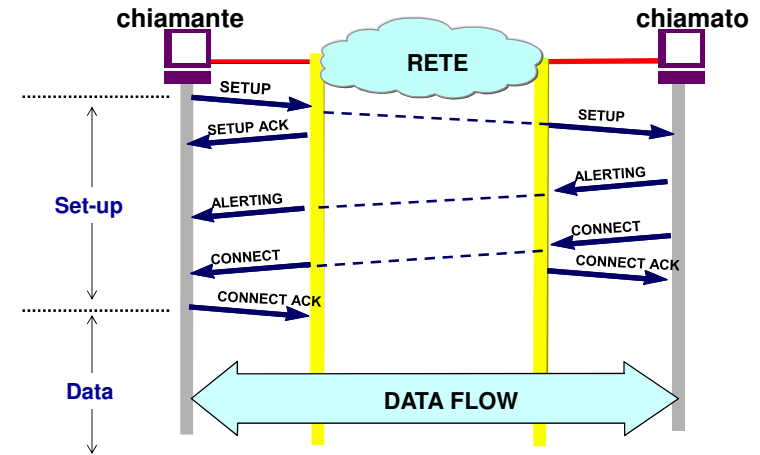 chiamante
chiamato
RETE
SETUP
SETUP
SETUP ACK
ALERTING
ALERTING
Set-up
CONNECT
CONNECT
CONNECT ACK
CONNECT ACK
Data
DATA FLOW